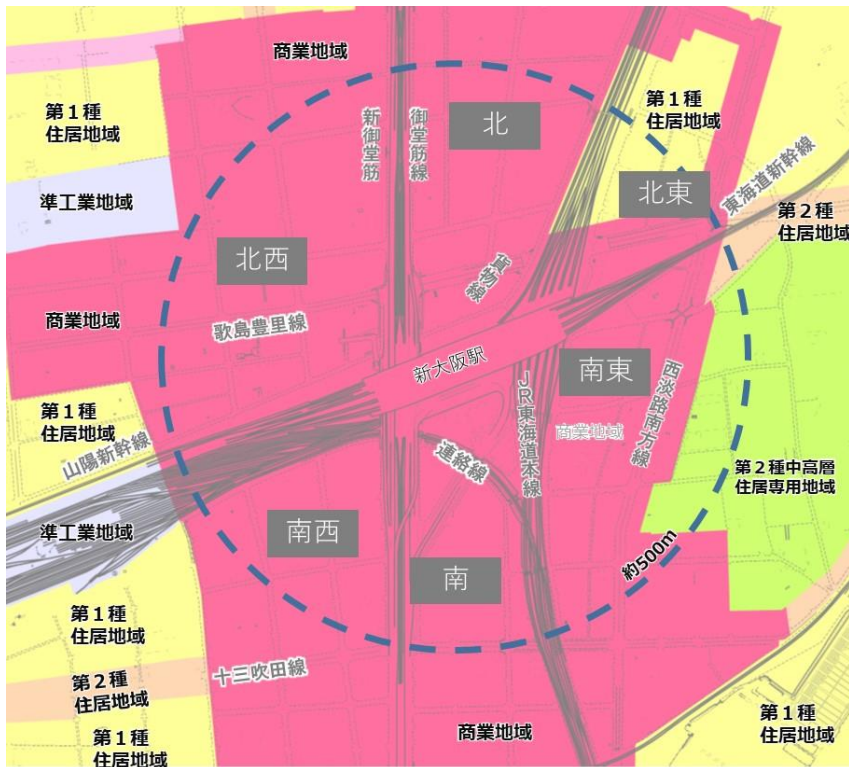 商業地域
第１種
住居地域
新御堂筋
御堂筋線
北
第１種
住居地域
東海道新幹線
準工業地域
北東
第２種
住居地域
北西
貨物線
商業地域
歌島豊里線
新大阪駅
南東
西淡路南方線
第１種
住居地域
ＪＲ東海道本線
商業地域
山陽新幹線
連絡線
第２種中高層
住居専用地域
準工業地域
南西
南
約500m
第１種
住居地域
十三吹田線
第２種
住居地域
第１種
住居地域
商業地域
第１種
住居地域